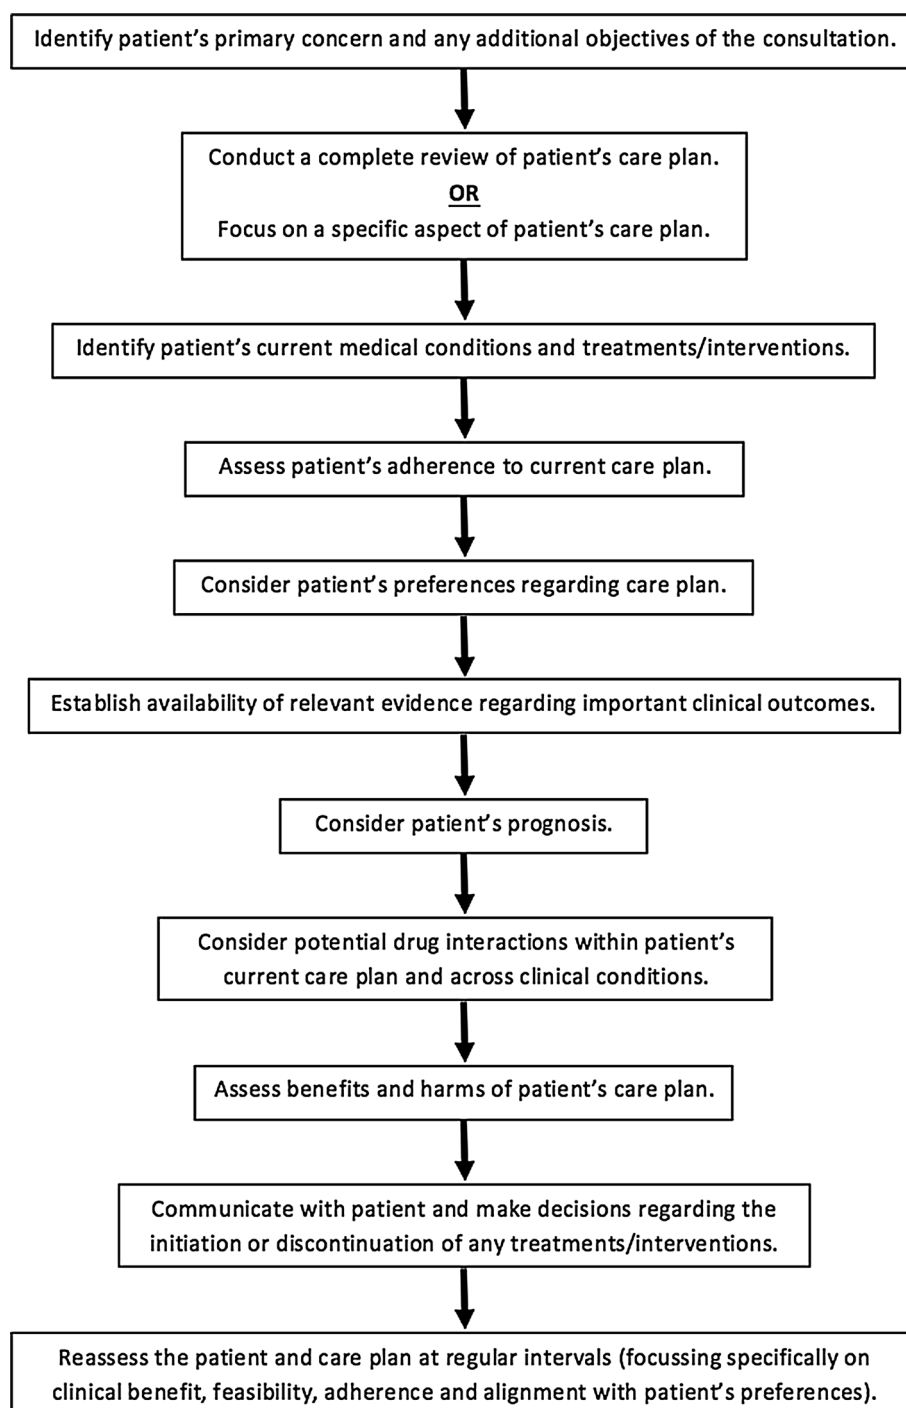 Identify patient's primary concern and any additional objectives of the consultation.
Conduct a complete review of patient's care plan.
OR
Focus on a specific aspect of patient's care plan.
Identify patient's current medical conditions and treatments/interventions.
Assess patient's adherence to current care plan.
Consider patient's preferences regarding care plan.
Establish availability of relevant evidence regarding important clinical outcomes.
Consider patient's prognosis.
Consider potential drug interactions within patient's
current care plan and across clinical conditions.
Assess benefits and harms of patient's care plan.
Communicate with patient and make decisions regarding the
initiation or discontinuation of any treatments/interventions.
Reassess the patient and care plan at regular intervals (focussing specifically on
clinical benefit, feasibility, adherence and alignment with patient's preferences).